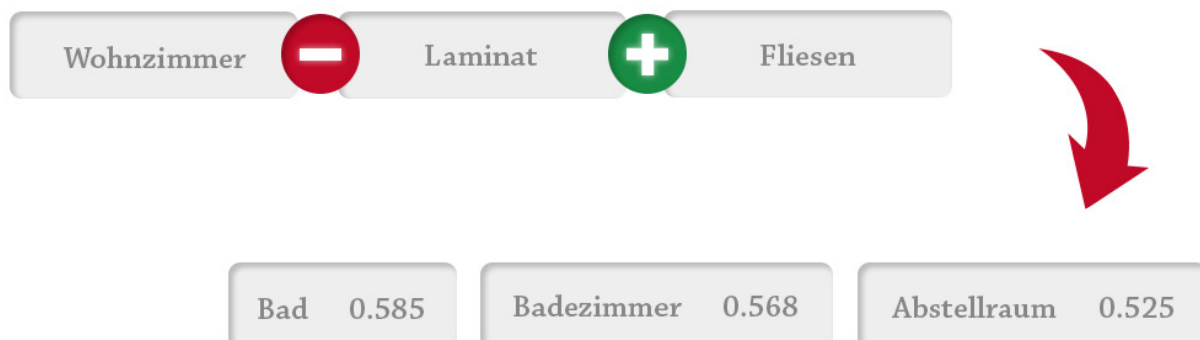 Wohnzimmer − Laminat + Fliesen
Bad 0.585 Badezimmer 0.568 Abstellraum 0.525